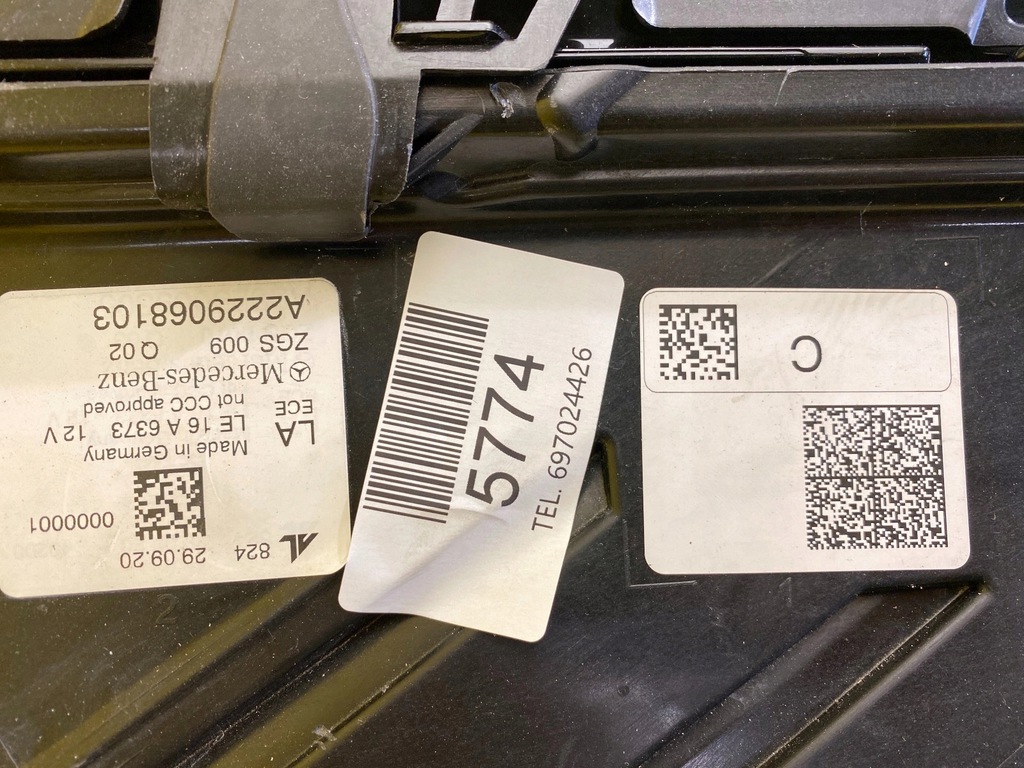 A2229068103
ZGS 009 Q 02
Mercedes-Benz
LA ECE not CCC approved
LE 16 A 6373 12 V
Made in Germany
0000001
AL 824 29.09.20
5774
TEL. 697024426
C